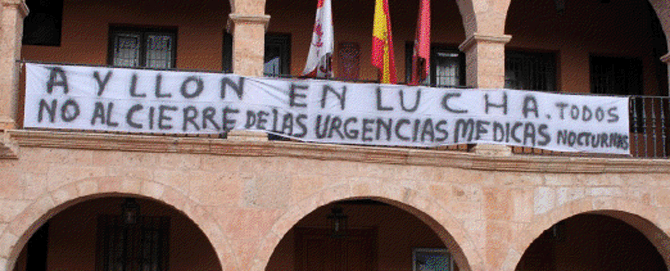 AYLLON EN LUCHA. TODOS
NO AL CIERRE DE LAS URGENCIAS MEDICAS NOCTURNAS